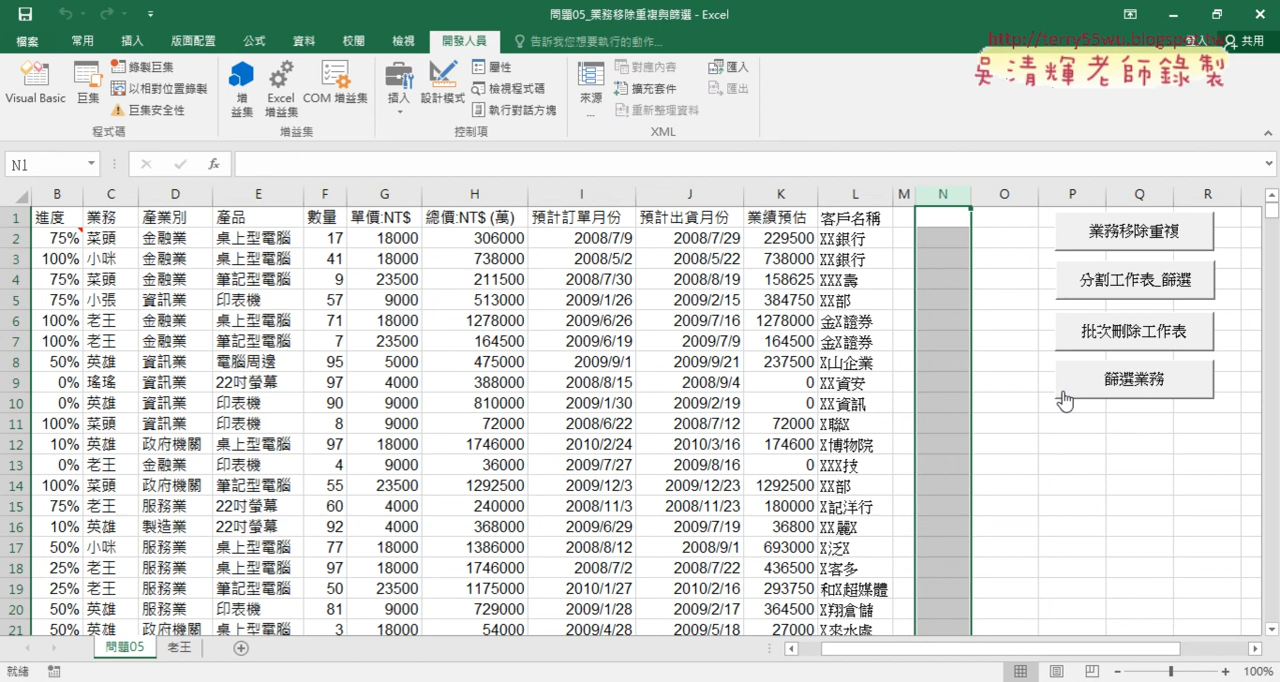 問題05_業務移除重複與篩選 - Excel
檔案 常用 插入 版面配置 公式 資料 校閱 檢視 開發人員 告訴我您想要執行的動作... 登入 共用
http://terry55wu.blogspot.tw
吳清輝老師錄製
Visual Basic 巨集 錄製巨集 以相對位置錄製 巨集安全性 程式碼
增益集 Excel 增益集 COM 增益集 增益集
插入 設計模式 屬性 檢視程式碼 執行對話方塊 控制項
來源... 對應內容 擴充套件 重新整理資料 匯入 匯出 XML
N1 fx
B C D E F G H I J K L M N O P Q R
1 進度 業務 產業別 產品 數量 單價:NT$ 總價:NT$ (萬) 預計訂單月份 預計出貨月份 業績預估 客戶名稱
2 75% 菜頭 金融業 桌上型電腦 17 18000 306000 2008/7/9 2008/7/29 229500 XX銀行
3 100% 小咪 金融業 桌上型電腦 41 18000 738000 2008/5/2 2008/5/22 738000 XX銀行
4 75% 菜頭 金融業 筆記型電腦 9 23500 211500 2008/7/30 2008/8/19 158625 XXX壽
5 75% 小張 資訊業 印表機 57 9000 513000 2009/1/26 2009/2/15 384750 XX部
6 100% 老王 金融業 桌上型電腦 71 18000 1278000 2009/6/26 2009/7/16 1278000 金X證券
7 100% 老王 金融業 筆記型電腦 7 23500 164500 2009/6/19 2009/7/9 164500 金X證券
8 50% 英雄 資訊業 電腦周邊 95 5000 475000 2009/9/1 2009/9/21 237500 X山企業
9 0% 瑤瑤 資訊業 22吋螢幕 97 4000 388000 2008/8/15 2008/9/4 0 XX資安
10 0% 英雄 資訊業 印表機 90 9000 810000 2009/1/30 2009/2/19 0 XX資訊
11 100% 菜頭 資訊業 印表機 8 9000 72000 2008/6/22 2008/7/12 72000 X聯X
12 10% 英雄 政府機關 桌上型電腦 97 18000 1746000 2010/2/24 2010/3/16 174600 X博物院
13 0% 老王 金融業 印表機 4 9000 36000 2009/7/27 2009/8/16 0 XXX技
14 100% 菜頭 政府機關 筆記型電腦 55 23500 1292500 2009/12/3 2009/12/23 1292500 XX部
15 75% 老王 服務業 22吋螢幕 60 4000 240000 2008/11/3 2008/11/23 180000 X記洋行
16 10% 英雄 製造業 22吋螢幕 92 4000 368000 2009/6/29 2009/7/19 36800 XX麗X
17 50% 小咪 服務業 桌上型電腦 77 18000 1386000 2008/8/12 2008/9/1 693000 X泛X
18 25% 老王 服務業 桌上型電腦 97 18000 1746000 2008/7/2 2008/7/22 436500 X客多
19 25% 老王 服務業 筆記型電腦 50 23500 1175000 2010/1/27 2010/2/16 293750 和X超媒體
20 50% 英雄 服務業 印表機 81 9000 729000 2009/1/28 2009/2/17 364500 X翔倉儲
21 50% 英雄 政府機關 桌上型電腦 3 18000 54000 2009/4/28 2009/5/18 27000 X來水處
業務移除重複
分割工作表_篩選
批次刪除工作表
篩選業務
問題05 老王
就緒 100%